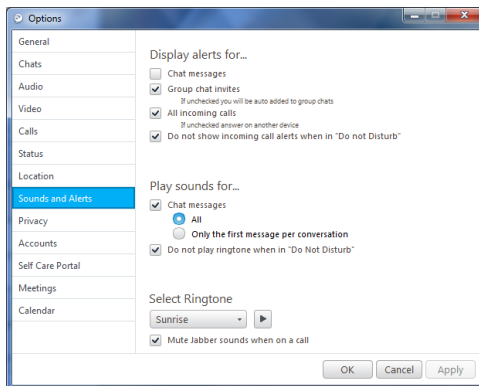 Options
General
Chats
Audio
Video
Calls
Status
Location
Sounds and Alerts
Privacy
Accounts
Self Care Portal
Meetings
Calendar
Display alerts for...
Chat messages
Group chat invites
If unchecked you will be auto added to group chats
All incoming calls
If unchecked answer on another device
Do not show incoming call alerts when in "Do not Disturb"
Play sounds for...
Chat messages
All
Only the first message per conversation
Do not play ringtone when in "Do Not Disturb"
Select Ringtone
Sunrise
Mute Jabber sounds when on a call
OK Cancel Apply